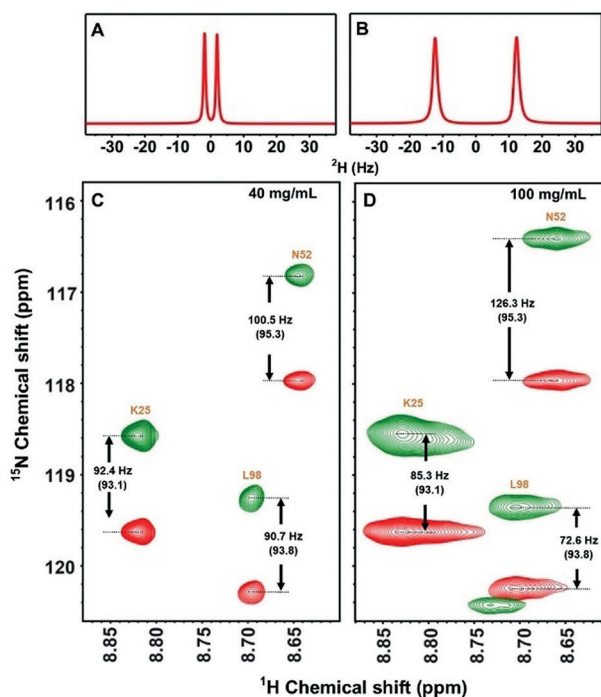 A
B
-30 -20 -10 0 10 20 30
-30 -20 -10 0 10 20 30
²H (Hz)
C
40 mg/mL
D
100 mg/mL
116
117
118
119
120
¹⁵N Chemical shift (ppm)
N52
100.5 Hz
(95.3)
K25
92.4 Hz
(93.1)
L98
90.7 Hz
(93.8)
N52
126.3 Hz
(95.3)
K25
85.3 Hz
(93.1)
L98
72.6 Hz
(93.8)
8.85 8.80 8.75 8.70 8.65
8.85 8.80 8.75 8.70 8.65
¹H Chemical shift (ppm)